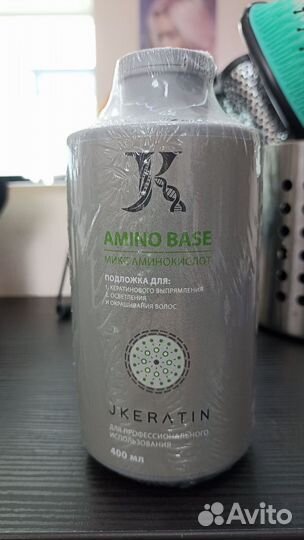 AMINO BASE
МИКС АМИНОКИСЛОТ
ПОДЛОЖКА ДЛЯ:
1. КЕРАТИНОВОГО ВЫПРЯМЛЕНИЯ
2. ОСВЕТЛЕНИЯ
И ОКРАШИВАНИЯ ВОЛОС
JKERATIN
ДЛЯ ПРОФЕССИОНАЛЬНОГО
ИСПОЛЬЗОВАНИЯ
400 МЛ
Avito